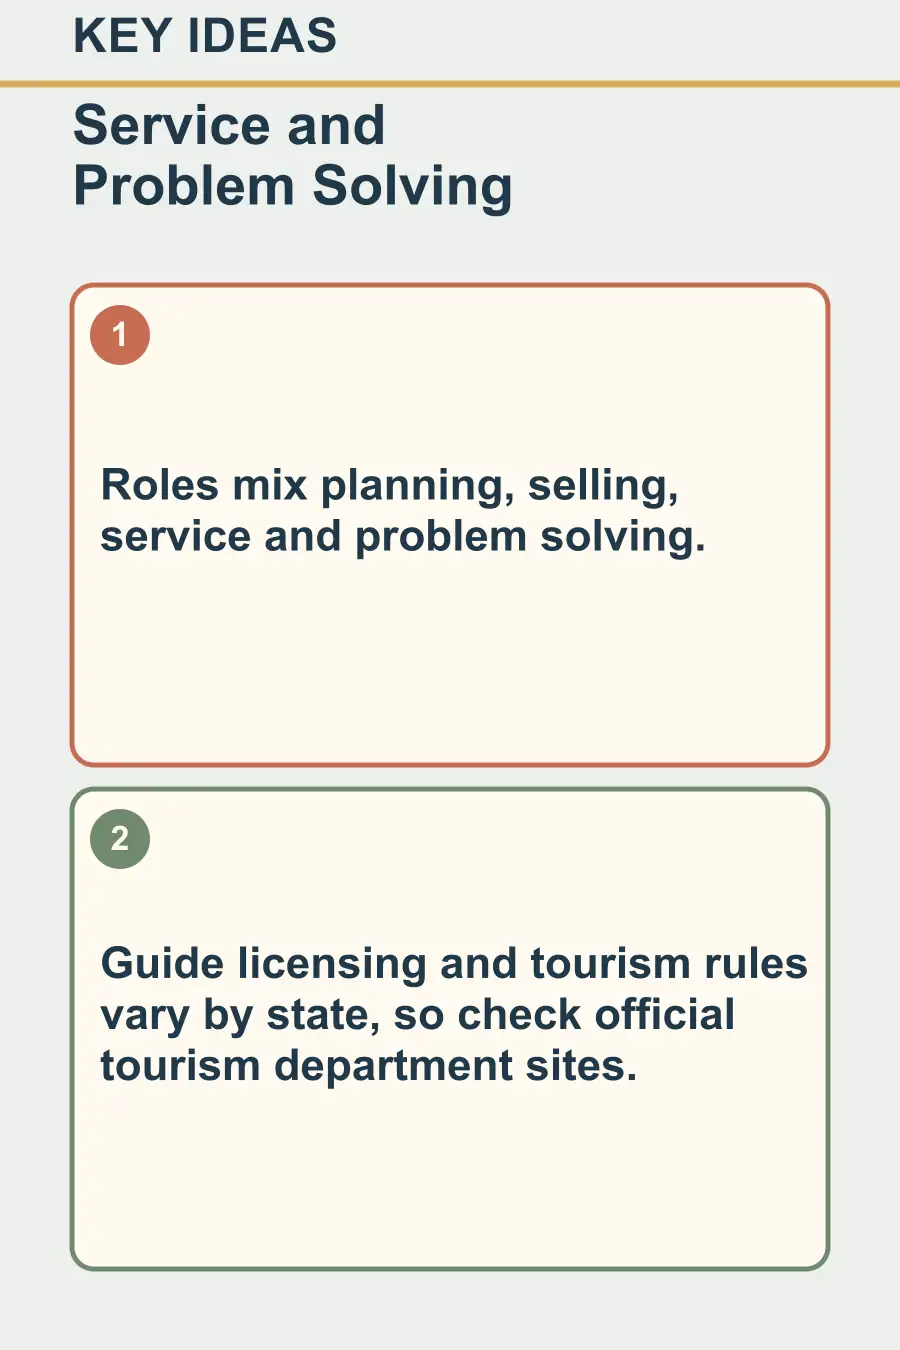 KEY IDEAS
Service and
Problem Solving
1
Roles mix planning, selling,
service and problem solving.
2
Guide licensing and tourism rules
vary by state, so check official
tourism department sites.